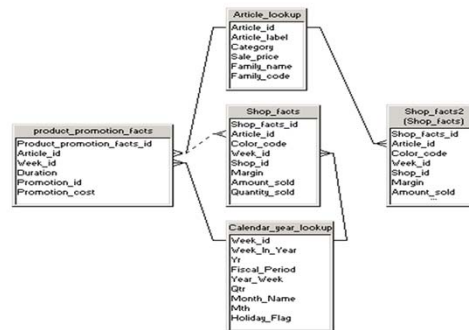 Article_lookup
Article_id
Article_label
Category
Sale_price
Family_name
Family_code
product_promotion_facts
Product_promotion_facts_id
Article_id
Week_id
Duration
Promotion_id
Promotion_cost
Shop_facts
Shop_facts_id
Article_id
Color_code
Week_id
Shop_id
Margin
Amount_sold
Quantity_sold
Shop_facts2
(Shop_facts)
Shop_facts_id
Article_id
Color_code
Week_id
Shop_id
Margin
Amount_sold
Calendar_year_lookup
Week_id
Week_In_Year
Yr
Fiscal_Period
Year_Week
Qtr
Month_Name
Mth
Holiday_Flag